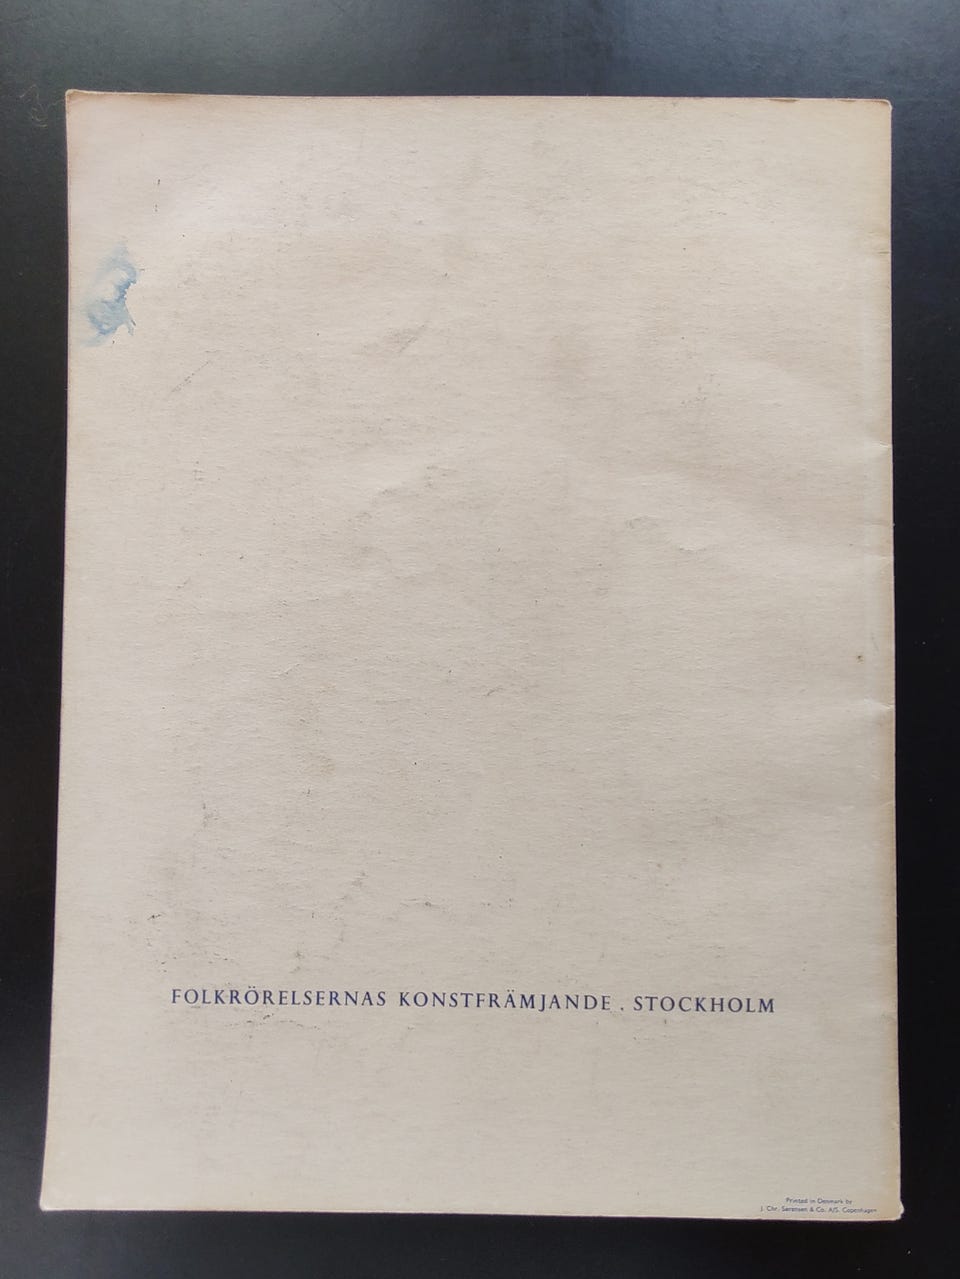 FOLKRÖRELSERNAS KONSTFRÄMJANDE . STOCKHOLM
Printed in Denmark by
J. Chr. Sørensen & Co. A/S. Copenhagen